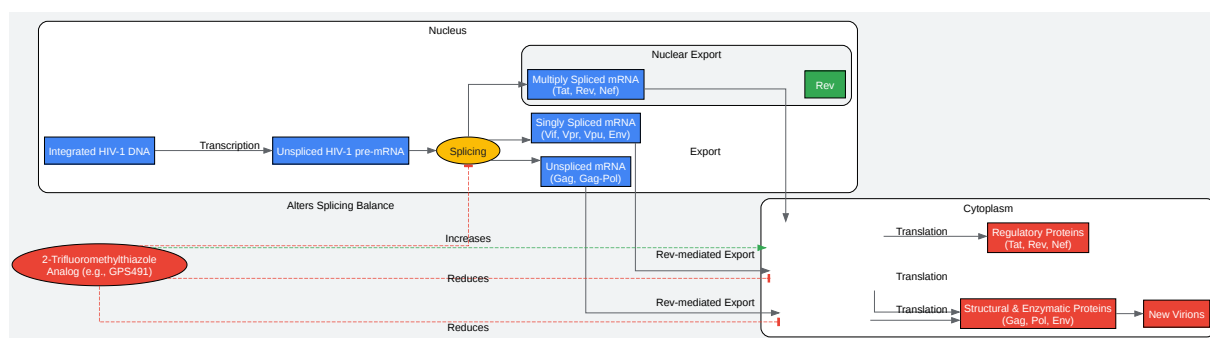 Nucleus
Nuclear Export
Multiply Spliced mRNA
(Tat, Rev, Nef)
Rev
Singly Spliced mRNA
(Vif, Vpr, Vpu, Env)
Integrated HIV-1 DNA
Transcription
Unspliced HIV-1 pre-mRNA
Splicing
Export
Unspliced mRNA
(Gag, Gag-Pol)
Alters Splicing Balance
Cytoplasm
Increases
Translation
Regulatory Proteins
(Tat, Rev, Nef)
2-Trifluoromethylthiazole
Analog (e.g., GPS491)
Rev-mediated Export
Reduces
Translation
Rev-mediated Export
Translation
Structural & Enzymatic Proteins
(Gag, Pol, Env)
New Virions
Reduces